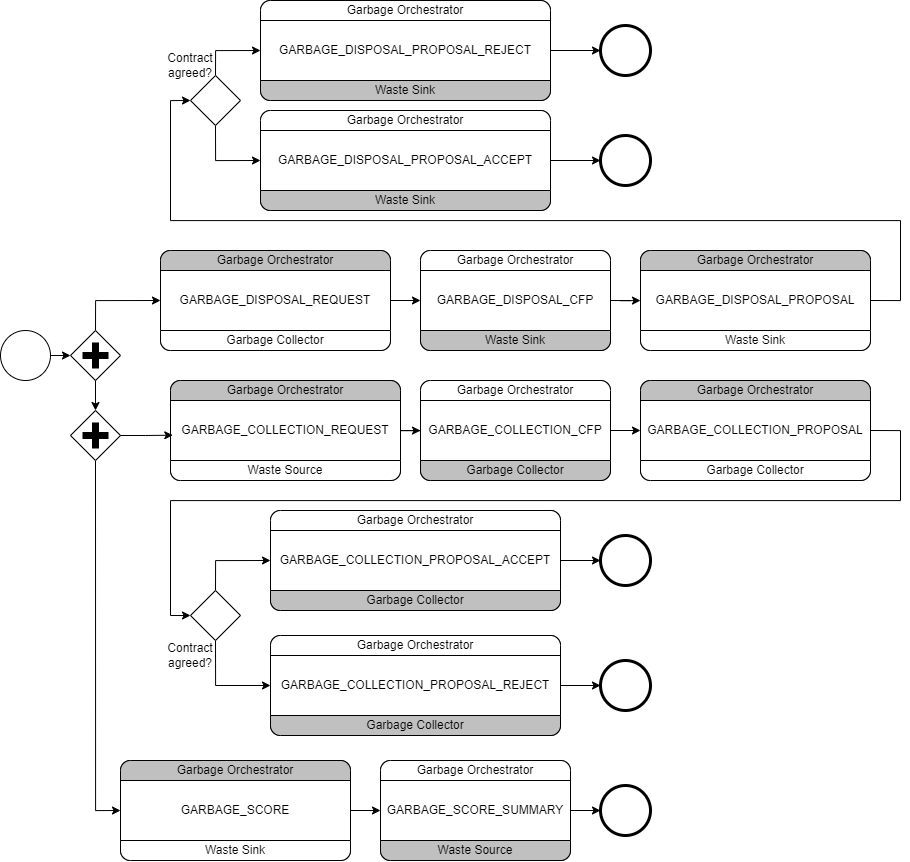 Garbage Orchestrator
Contract
agreed?
GARBAGE_DISPOSAL_PROPOSAL_REJECT
Waste Sink
Garbage Orchestrator
GARBAGE_DISPOSAL_PROPOSAL_ACCEPT
Waste Sink
Garbage Orchestrator
GARBAGE_DISPOSAL_REQUEST
Garbage Collector
Garbage Orchestrator
GARBAGE_DISPOSAL_CFP
Waste Sink
Garbage Orchestrator
GARBAGE_DISPOSAL_PROPOSAL
Waste Sink
Garbage Orchestrator
GARBAGE_COLLECTION_REQUEST
Waste Source
Garbage Orchestrator
GARBAGE_COLLECTION_CFP
Garbage Collector
Garbage Orchestrator
GARBAGE_COLLECTION_PROPOSAL
Garbage Collector
Garbage Orchestrator
GARBAGE_COLLECTION_PROPOSAL_ACCEPT
Garbage Collector
Contract
agreed?
Garbage Orchestrator
GARBAGE_COLLECTION_PROPOSAL_REJECT
Garbage Collector
Garbage Orchestrator
GARBAGE_SCORE
Waste Sink
Garbage Orchestrator
GARBAGE_SCORE_SUMMARY
Waste Source